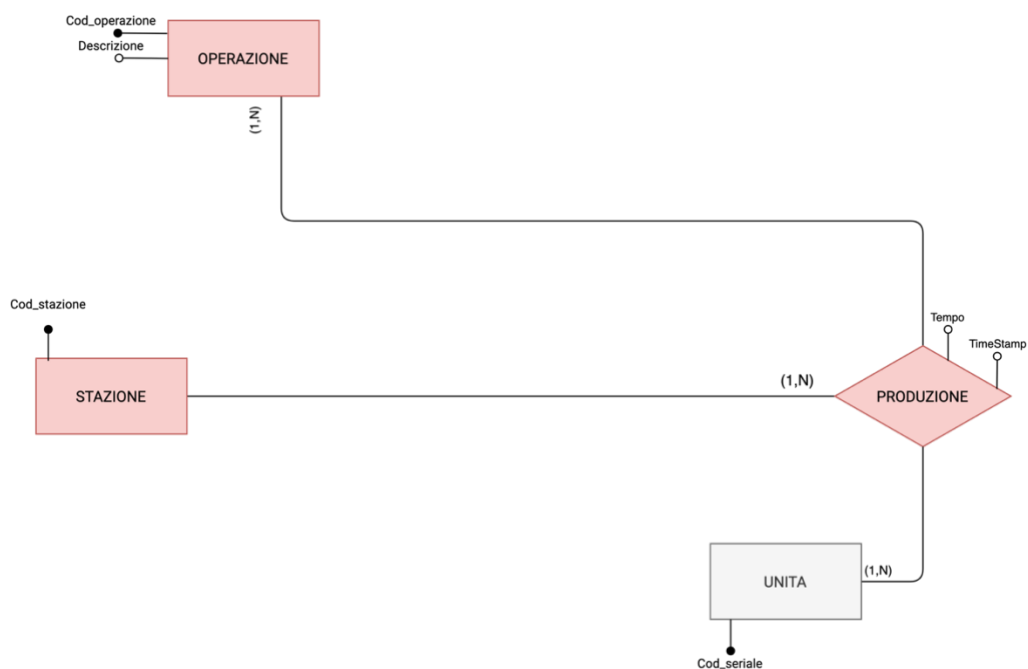 Cod_operazione
Descrizione
OPERAZIONE
(1,N)
Cod_stazione
Tempo
TimeStamp
STAZIONE
(1,N)
PRODUZIONE
UNITA
(1,N)
Cod_seriale